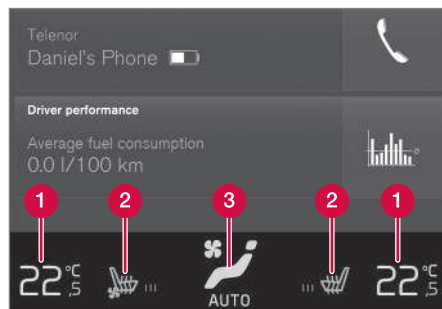 Telenor
Daniel's Phone
Driver performance
Average fuel consumption
0.0 l/100 km
1 2 3 2 1
22°C ,5 22°C ,5
AUTO